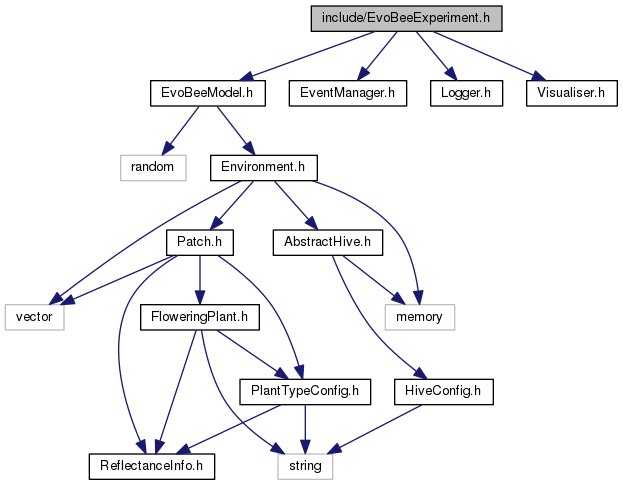 include/EvoBeeExperiment.h
EvoBeeModel.h
EventManager.h
Logger.h
Visualiser.h
random
Environment.h
Patch.h
AbstractHive.h
vector
FloweringPlant.h
memory
PlantTypeConfig.h
HiveConfig.h
ReflectanceInfo.h
string